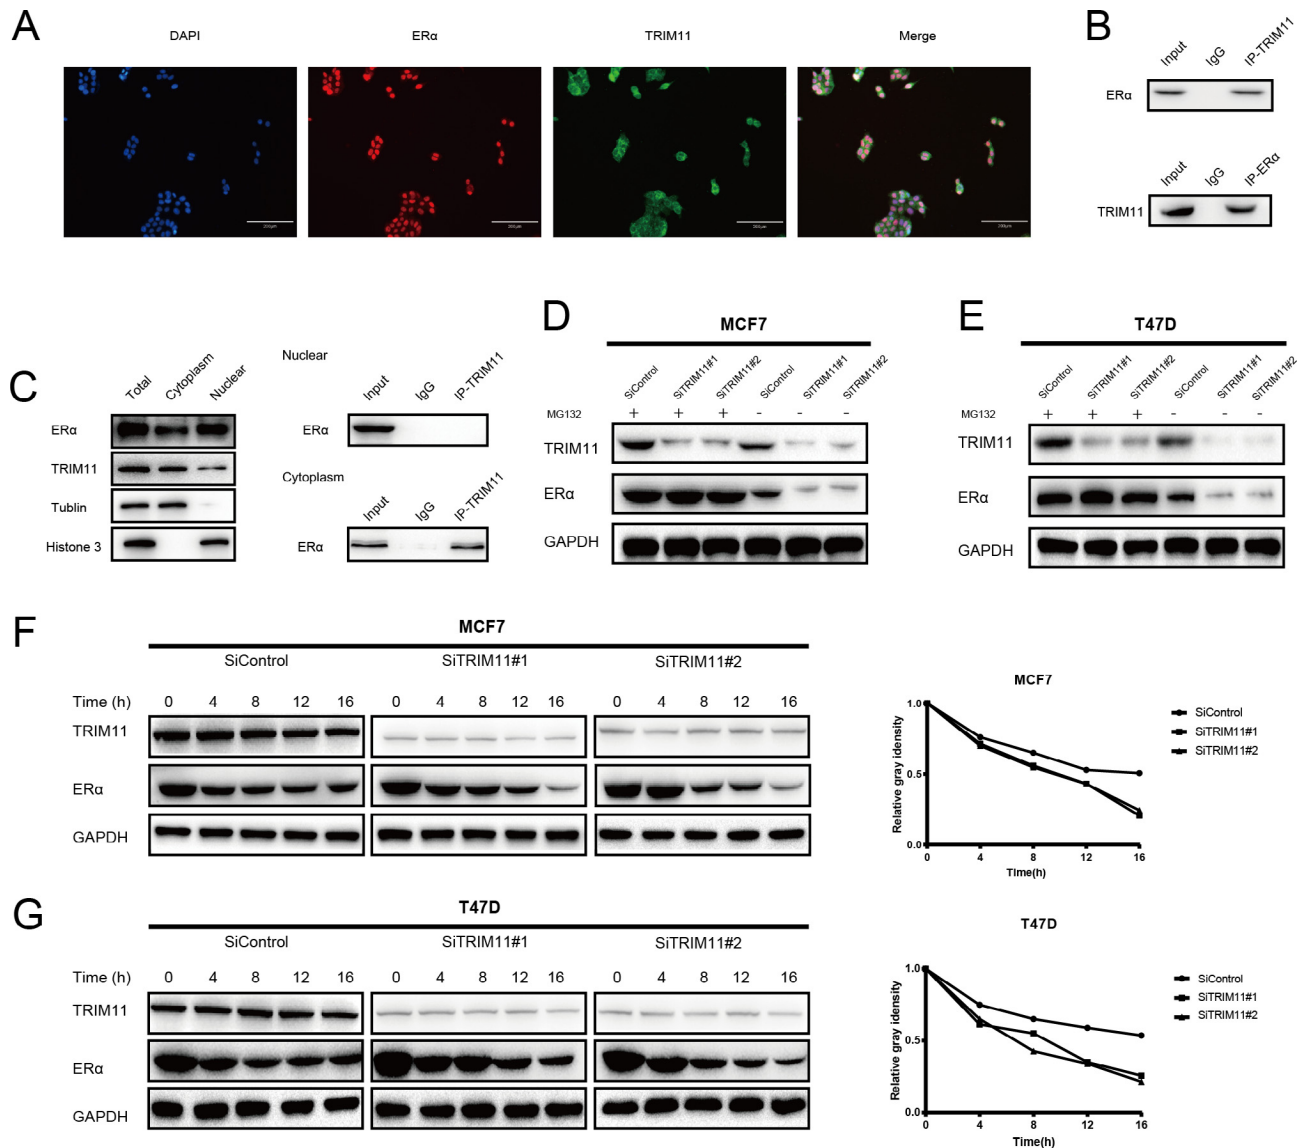 A
DAPI
ERα
TRIM11
Merge
200μm
200μm
200μm
200μm
B
Input
IgG
IP-TRIM11
ERα
Input
IgG
IP-ERα
TRIM11
C
Total
Cytoplasm
Nuclear
ERα
TRIM11
Tublin
Histone 3
Nuclear
Input
IgG
IP-TRIM11
ERα
Cytoplasm
Input
IgG
IP-TRIM11
ERα
D
MCF7
SiControl
SiTRIM11#1
SiTRIM11#2
SiControl
SiTRIM11#1
SiTRIM11#2
MG132 + + + - - -
TRIM11
ERα
GAPDH
E
T47D
SiControl
SiTRIM11#1
SiTRIM11#2
SiControl
SiTRIM11#1
SiTRIM11#2
MG132 + + + - - -
TRIM11
ERα
GAPDH
F
MCF7
SiControl SiTRIM11#1 SiTRIM11#2
Time (h) 0 4 8 12 16 0 4 8 12 16 0 4 8 12 16
TRIM11
ERα
GAPDH
MCF7
Relative gray idensity
1.0
0.5
0.0
0 4 8 12 16
Time(h)
SiControl
SiTRIM11#1
SiTRIM11#2
G
T47D
SiControl SiTRIM11#1 SiTRIM11#2
Time (h) 0 4 8 12 16 0 4 8 12 16 0 4 8 12 16
TRIM11
ERα
GAPDH
T47D
Relative gray idensity
1.0
0.5
0.0
0 4 8 12 16
Time(h)
SiControl
SiTRIM11#1
SiTRIM11#2